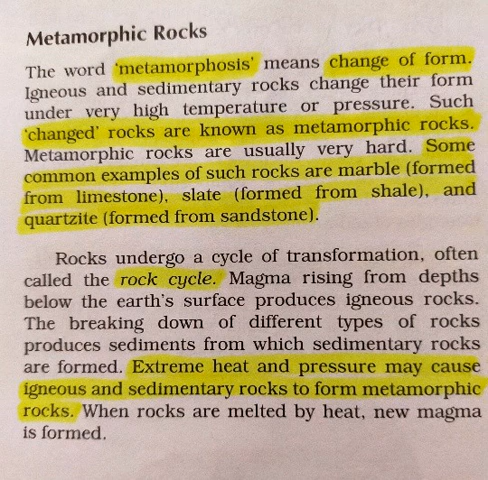 Metamorphic Rocks
The word 'metamorphosis' means change of form.
Igneous and sedimentary rocks change their form
under very high temperature or pressure. Such
'changed' rocks are known as metamorphic rocks.
Metamorphic rocks are usually very hard. Some
common examples of such rocks are marble (formed
from limestone), slate (formed from shale), and
quartzite (formed from sandstone).
Rocks undergo a cycle of transformation, often
called the rock cycle. Magma rising from depths
below the earth's surface produces igneous rocks.
The breaking down of different types of rocks
produces sediments from which sedimentary rocks
are formed. Extreme heat and pressure may cause
igneous and sedimentary rocks to form metamorphic
rocks. When rocks are melted by heat, new magma
is formed.